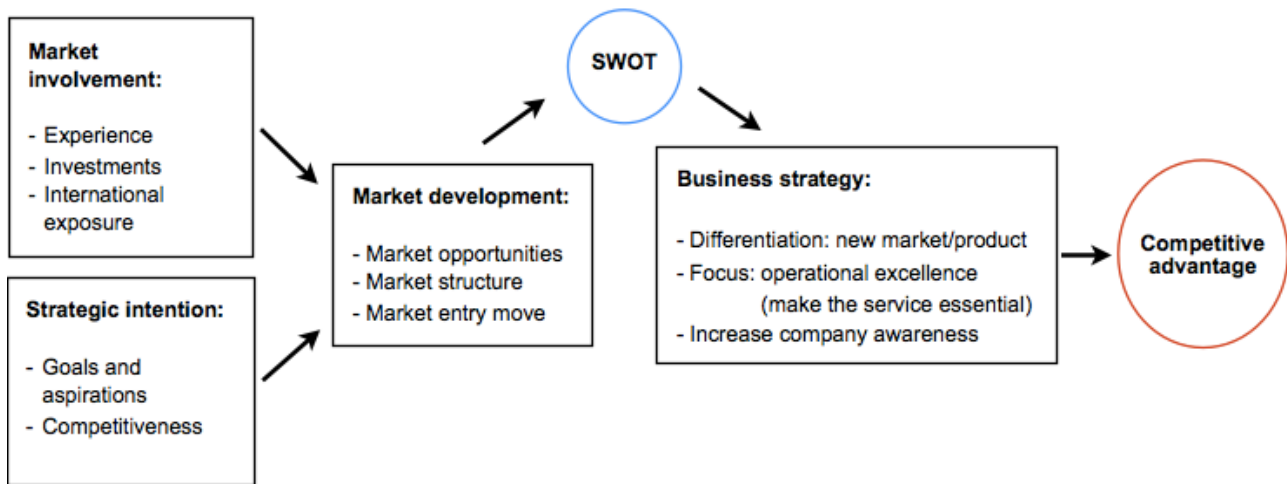 Market
involvement:
- Experience
- Investments
- International
exposure
Strategic intention:
- Goals and
aspirations
- Competitiveness
Market development:
- Market opportunities
- Market structure
- Market entry move
SWOT
Business strategy:
- Differentiation: new market/product
- Focus: operational excellence
(make the service essential)
- Increase company awareness
Competitive
advantage